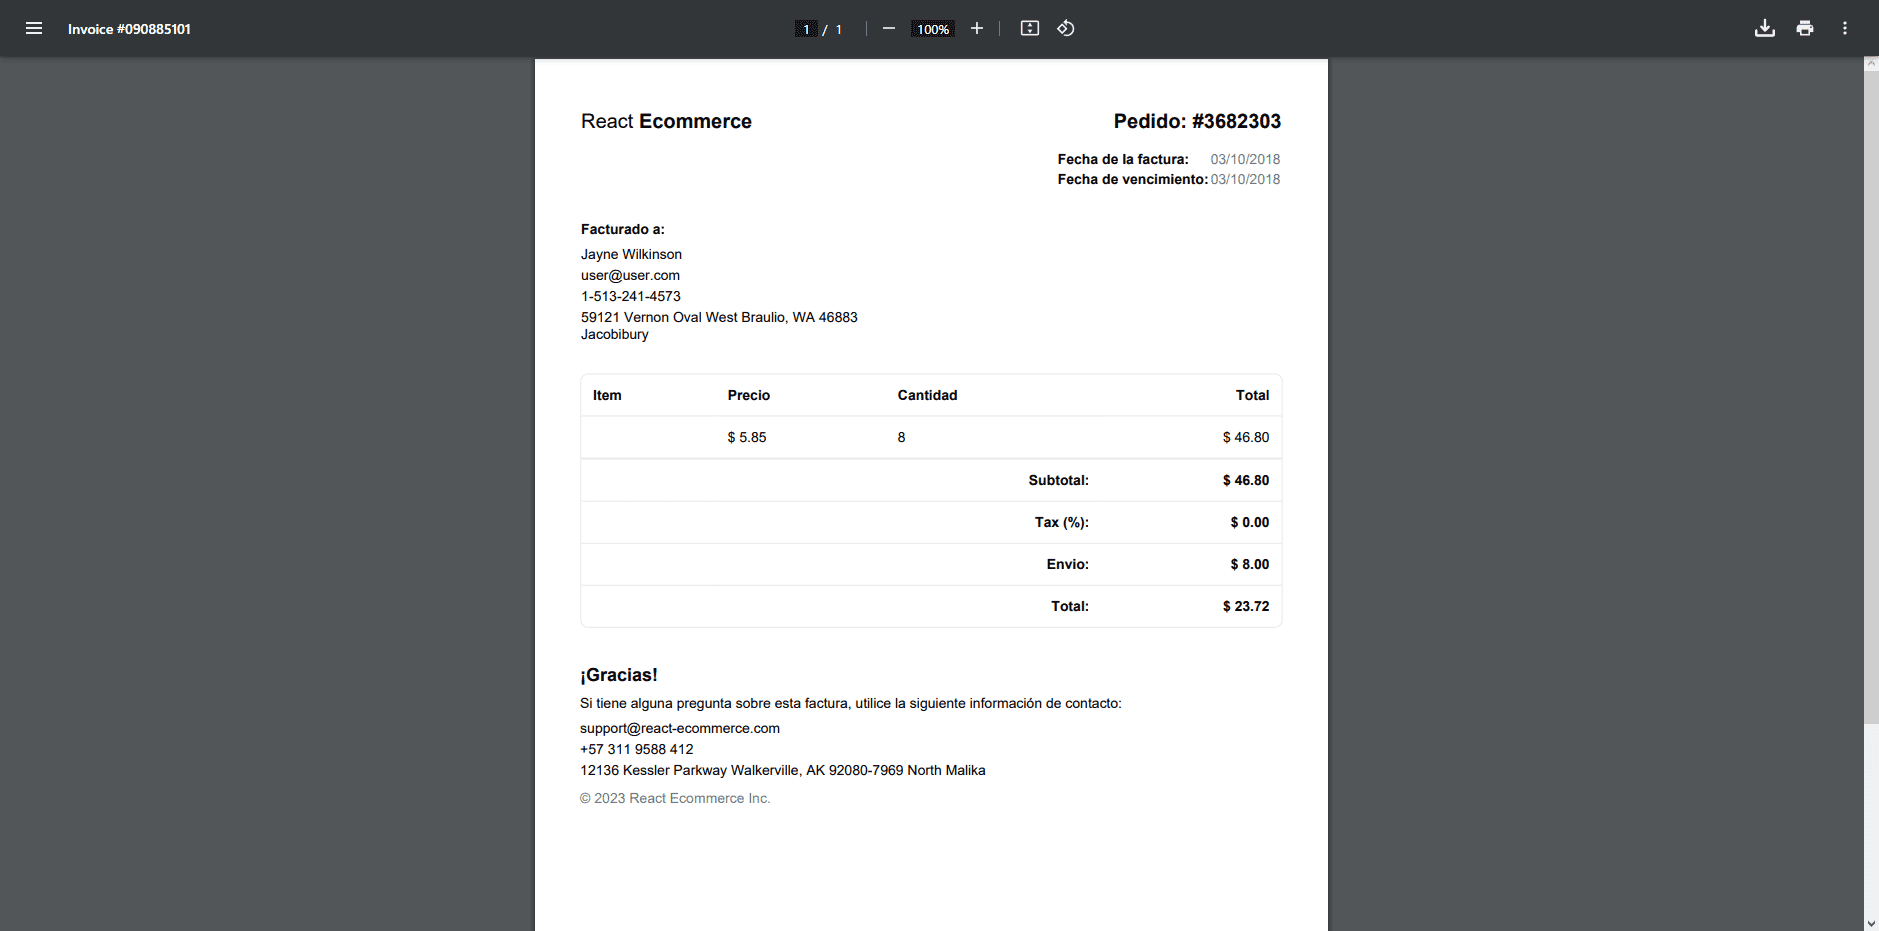 Invoice #090885101
1 / 1
100%
React Ecommerce
Pedido: #3682303
Fecha de la factura: 03/10/2018
Fecha de vencimiento: 03/10/2018
Facturado a:
Jayne Wilkinson
user@user.com
1-513-241-4573
59121 Vernon Oval West Braulio, WA 46883
Jacobibury
Item Precio Cantidad Total
$ 5.85 8 $ 46.80
Subtotal: $ 46.80
Tax (%): $ 0.00
Envio: $ 8.00
Total: $ 23.72
¡Gracias!
Si tiene alguna pregunta sobre esta factura, utilice la siguiente información de contacto:
support@react-ecommerce.com
+57 311 9588 412
12136 Kessler Parkway Walkerville, AK 92080-7969 North Malika
© 2023 React Ecommerce Inc.